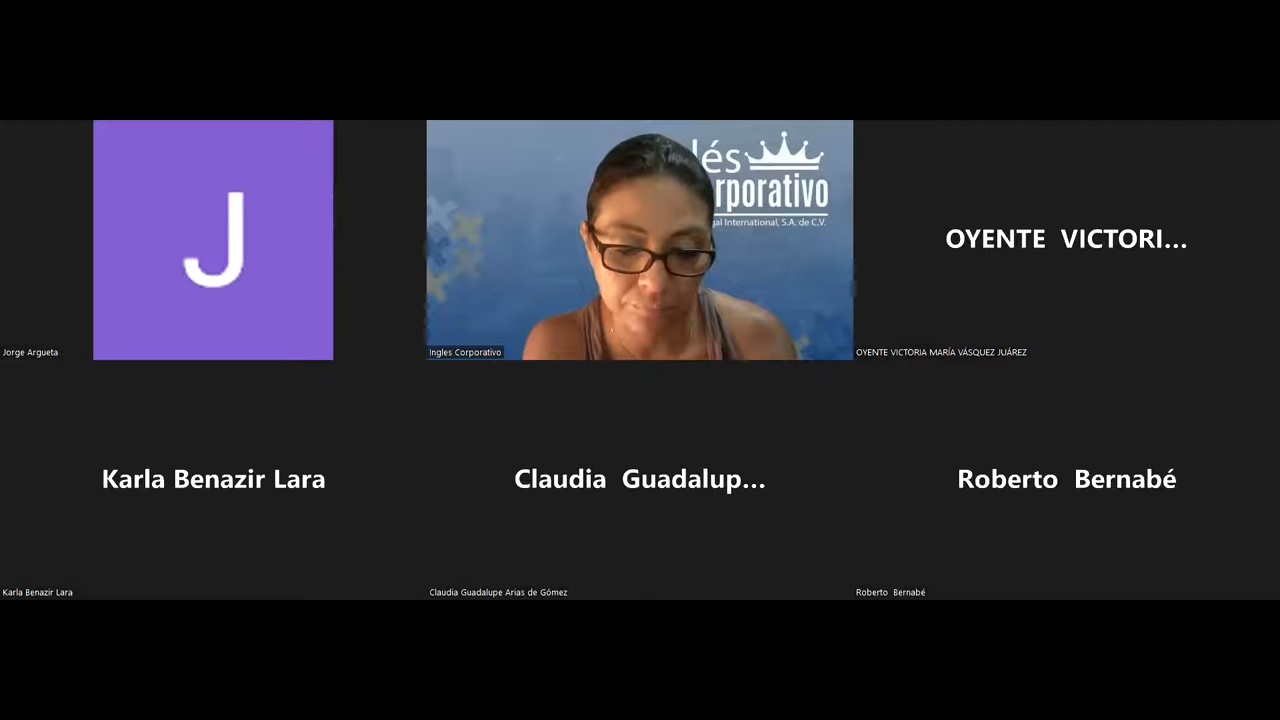 J
lés
rporativo
gal International, S.A. de C.V.
OYENTE VICTORI...
Jorge Argueta
Ingles Corporativo
OYENTE VICTORIA MARÍA VÁSQUEZ JUÁREZ
Karla Benazir Lara
Claudia Guadalup...
Roberto Bernabé
Karla Benazir Lara
Claudia Guadalupe Arias de Gómez
Roberto Bernabé